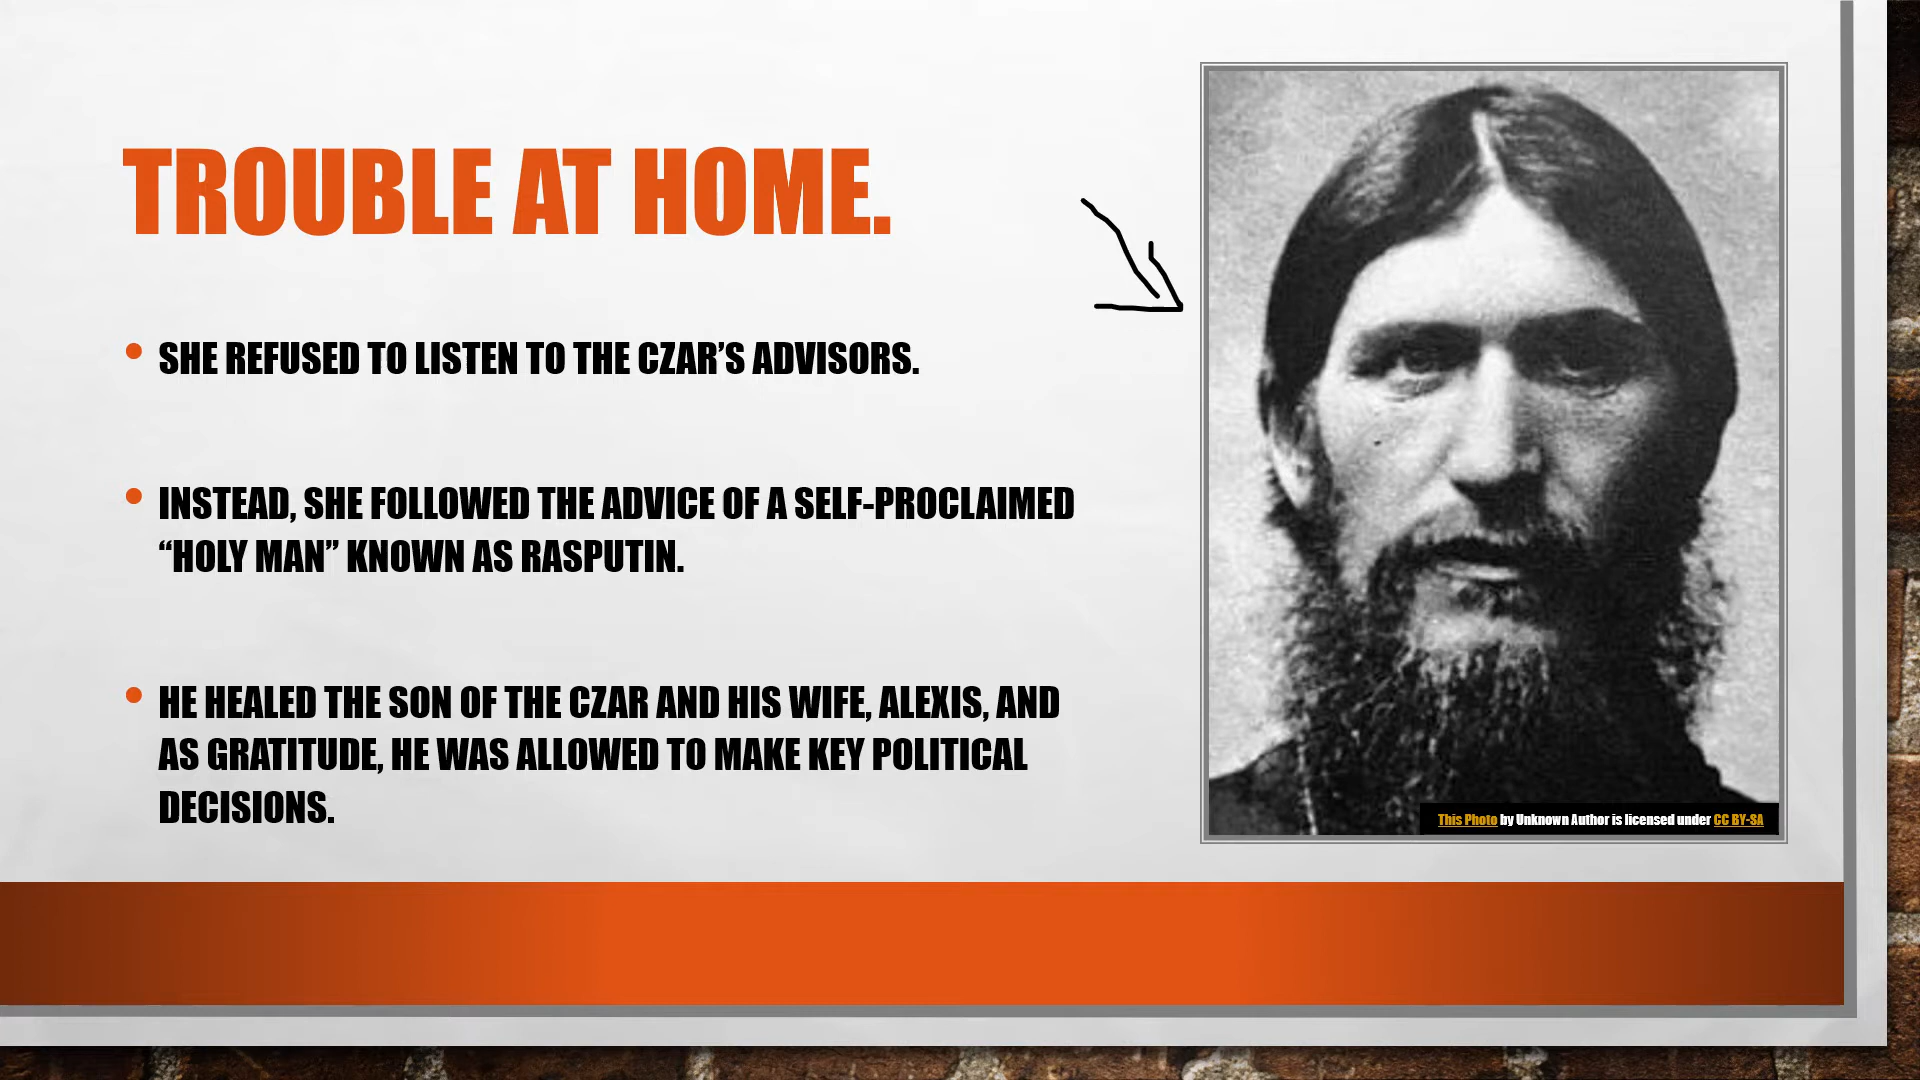 TROUBLE AT HOME.
• SHE REFUSED TO LISTEN TO THE CZAR’S ADVISORS.
• INSTEAD, SHE FOLLOWED THE ADVICE OF A SELF-PROCLAIMED
“HOLY MAN” KNOWN AS RASPUTIN.
• HE HEALED THE SON OF THE CZAR AND HIS WIFE, ALEXIS, AND
AS GRATITUDE, HE WAS ALLOWED TO MAKE KEY POLITICAL
DECISIONS.
This Photo by Unknown Author is licensed under CC BY-SA